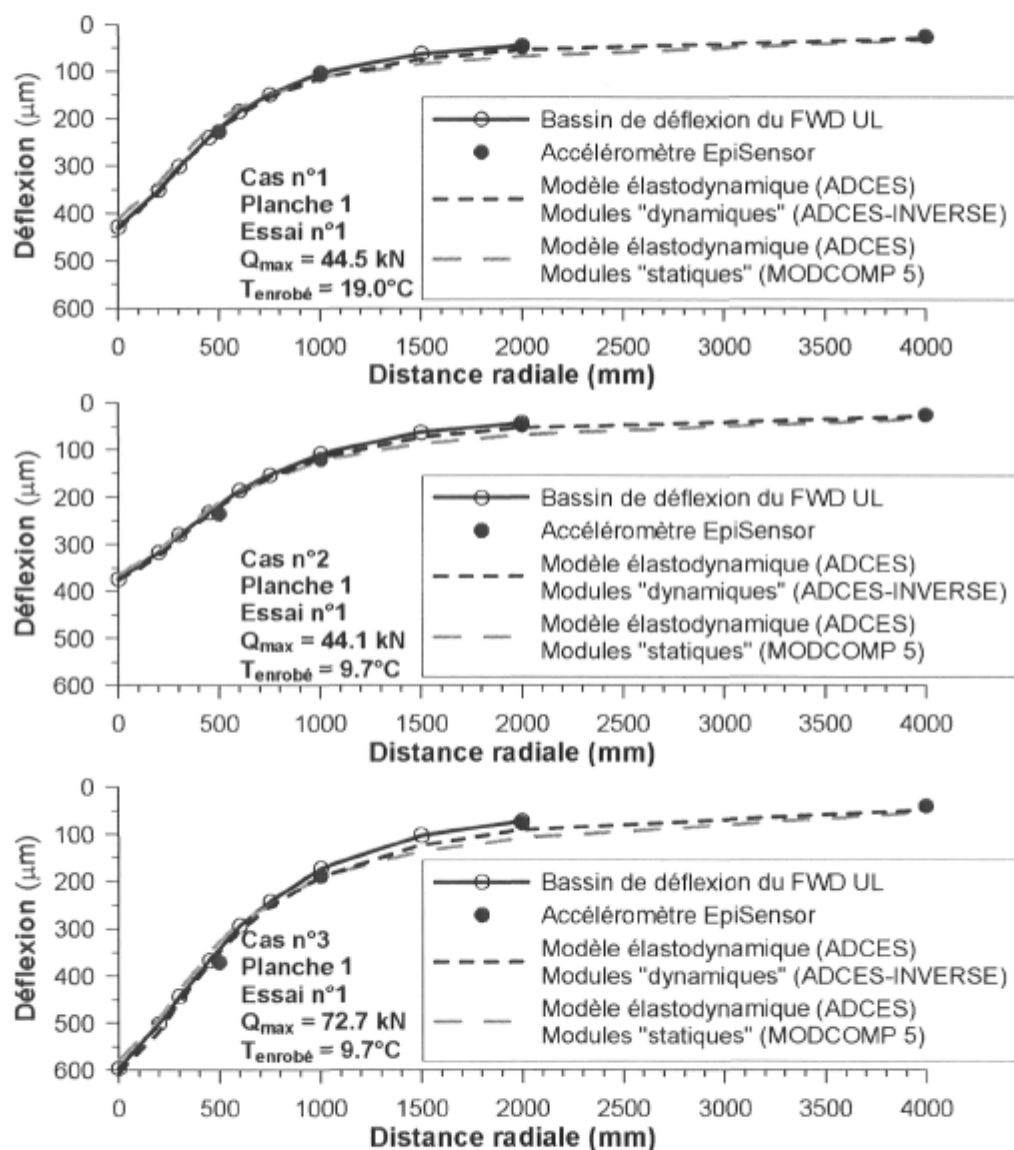 0
100
200
300
400
500
600
Déflexion (μm)
Bassin de déflexion du FWD UL
Accéléromètre EpiSensor
Modèle élastodynamique (ADCES)
Modules "dynamiques" (ADCES-INVERSE)
Modèle élastodynamique (ADCES)
Modules "statiques" (MODCOMP 5)
Cas n°1
Planche 1
Essai n°1
Qmax = 44.5 kN
Tenrobé = 19.0°C
0 500 1000 1500 2000 2500 3000 3500 4000
Distance radiale (mm)
0
100
200
300
400
500
600
Déflexion (μm)
Bassin de déflexion du FWD UL
Accéléromètre EpiSensor
Modèle élastodynamique (ADCES)
Modules "dynamiques" (ADCES-INVERSE)
Modèle élastodynamique (ADCES)
Modules "statiques" (MODCOMP 5)
Cas n°2
Planche 1
Essai n°1
Qmax = 44.1 kN
Tenrobé = 9.7°C
0 500 1000 1500 2000 2500 3000 3500 4000
Distance radiale (mm)
0
100
200
300
400
500
600
Déflexion (μm)
Bassin de déflexion du FWD UL
Accéléromètre EpiSensor
Modèle élastodynamique (ADCES)
Modules "dynamiques" (ADCES-INVERSE)
Modèle élastodynamique (ADCES)
Modules "statiques" (MODCOMP 5)
Cas n°3
Planche 1
Essai n°1
Qmax = 72.7 kN
Tenrobé = 9.7°C
0 500 1000 1500 2000 2500 3000 3500 4000
Distance radiale (mm)